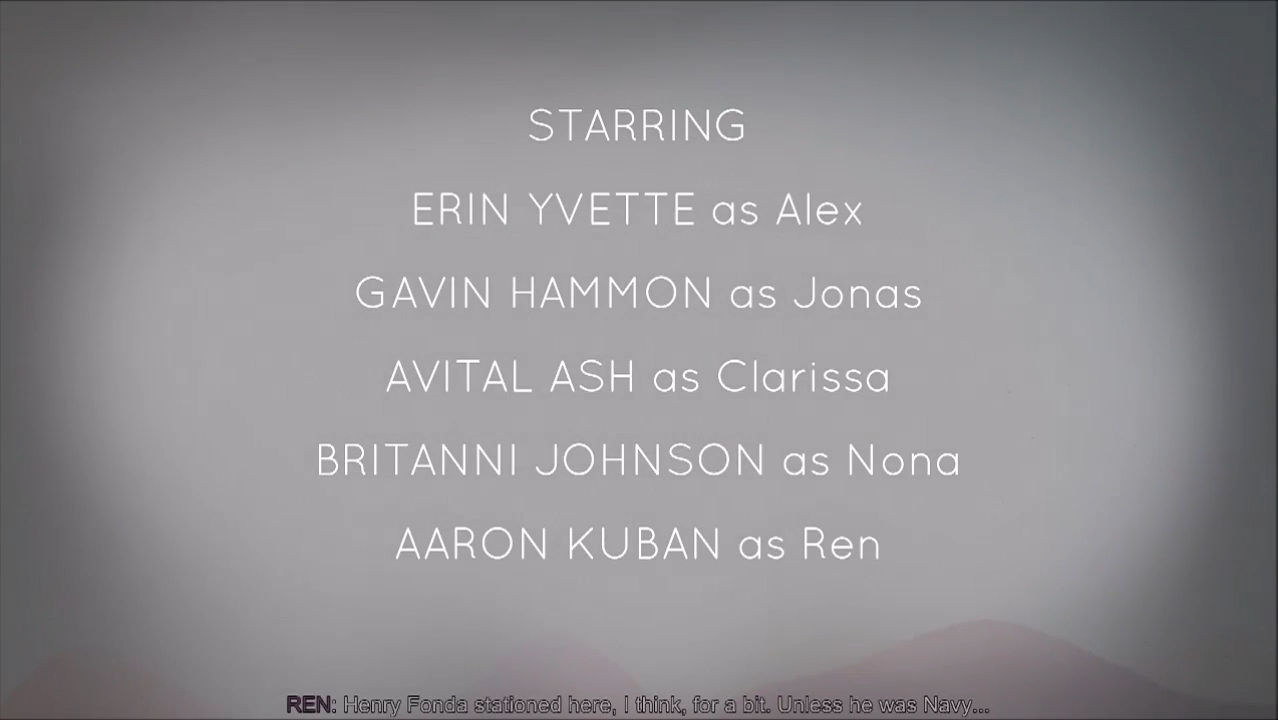 STARRING
ERIN YVETTE as Alex
GAVIN HAMMON as Jonas
AVITAL ASH as Clarissa
BRITANNI JOHNSON as Nona
AARON KUBAN as Ren
REN: Henry Fonda stationed here, I think, for a bit. Unless he was Navy...